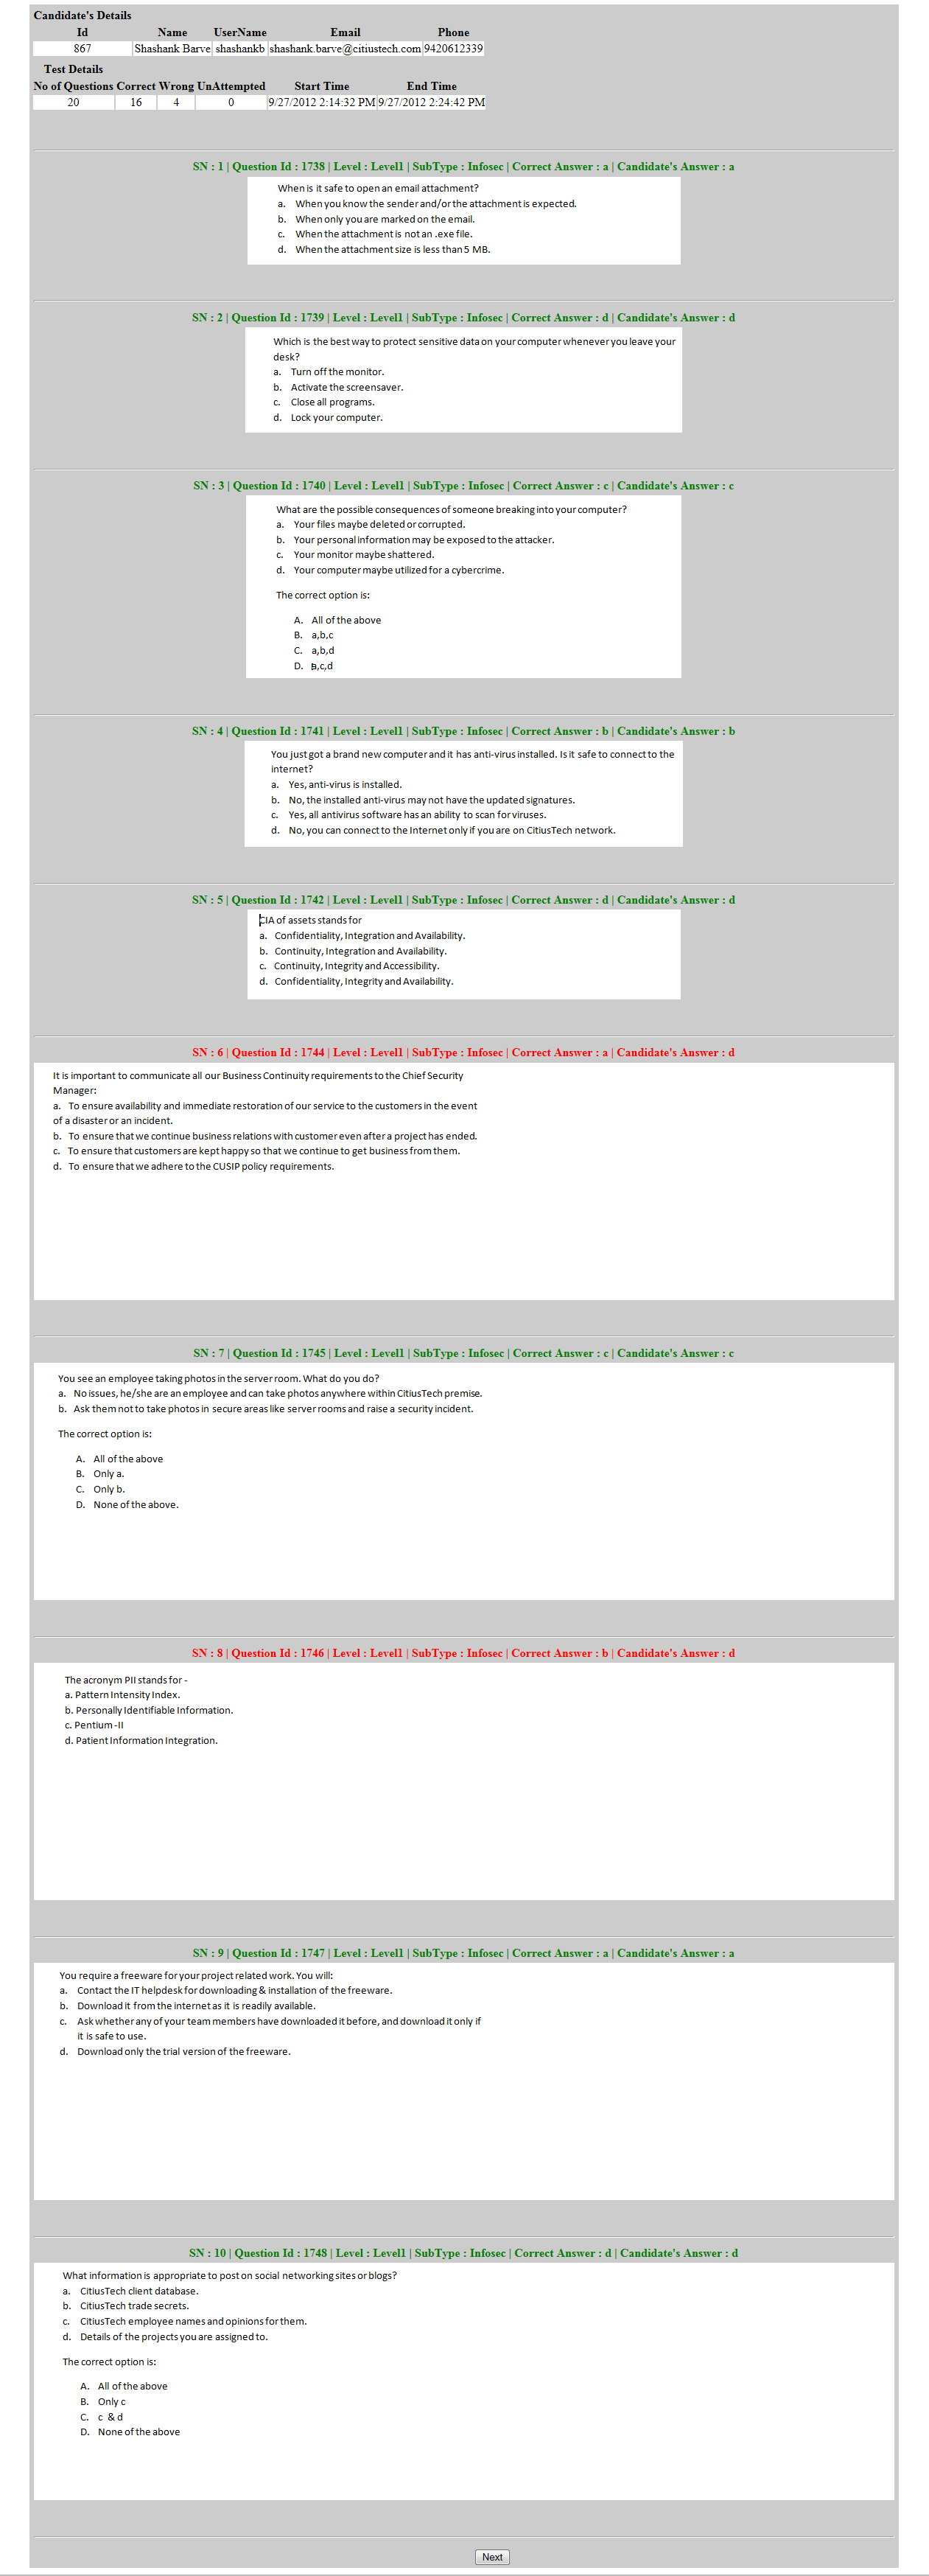 Candidate's Details
Id Name UserName Email Phone
867 Shashank Barve shashankb shashank.barve@citiustech.com 9420612339
Test Details
No of Questions Correct Wrong UnAttempted Start Time End Time
20 16 4 0 9/27/2012 2:14:32 PM 9/27/2012 2:24:42 PM
SN : 1 | Question Id : 1738 | Level : Level1 | SubType : Infosec | Correct Answer : a | Candidate's Answer : a
When is it safe to open an email attachment?
a. When you know the sender and/or the attachment is expected.
b. When only you are marked on the email.
c. When the attachment is not an .exe file.
d. When the attachment size is less than 5 MB.
SN : 2 | Question Id : 1739 | Level : Level1 | SubType : Infosec | Correct Answer : d | Candidate's Answer : d
Which is the best way to protect sensitive data on your computer whenever you leave your
desk?
a. Turn off the monitor.
b. Activate the screensaver.
c. Close all programs.
d. Lock your computer.
SN : 3 | Question Id : 1740 | Level : Level1 | SubType : Infosec | Correct Answer : c | Candidate's Answer : c
What are the possible consequences of someone breaking into your computer?
a. Your files maybe deleted or corrupted.
b. Your personal information may be exposed to the attacker.
c. Your monitor maybe shattered.
d. Your computer maybe utilized for a cybercrime.
The correct option is:
A. All of the above
B. a,b,c
C. a,b,d
D. a,c,d
SN : 4 | Question Id : 1741 | Level : Level1 | SubType : Infosec | Correct Answer : b | Candidate's Answer : b
You just got a brand new computer and it has anti-virus installed. Is it safe to connect to the
internet?
a. Yes, anti-virus is installed.
b. No, the installed anti-virus may not have the updated signatures.
c. Yes, all antivirus software has an ability to scan for viruses.
d. No, you can connect to the Internet only if you are on CitiusTech network.
SN : 5 | Question Id : 1742 | Level : Level1 | SubType : Infosec | Correct Answer : d | Candidate's Answer : d
CIA of assets stands for
a. Confidentiality, Integration and Availability.
b. Continuity, Integration and Availability.
c. Continuity, Integrity and Accessibility.
d. Confidentiality, Integrity and Availability.
SN : 6 | Question Id : 1744 | Level : Level1 | SubType : Infosec | Correct Answer : a | Candidate's Answer : d
It is important to communicate all our Business Continuity requirements to the Chief Security
Manager:
a. To ensure availability and immediate restoration of our service to the customers in the event
of a disaster or an incident.
b. To ensure that we continue business relations with customer even after a project has ended.
c. To ensure that customers are kept happy so that we continue to get business from them.
d. To ensure that we adhere to the CUSIP policy requirements.
SN : 7 | Question Id : 1745 | Level : Level1 | SubType : Infosec | Correct Answer : c | Candidate's Answer : c
You see an employee taking photos in the server room. What do you do?
a. No issues, he/she are an employee and can take photos anywhere within CitiusTech premise.
b. Ask them not to take photos in secure areas like server rooms and raise a security incident.
The correct option is:
A. All of the above
B. Only a.
C. Only b.
D. None of the above.
SN : 8 | Question Id : 1746 | Level : Level1 | SubType : Infosec | Correct Answer : b | Candidate's Answer : d
The acronym PII stands for -
a. Pattern Intensity Index.
b. Personally Identifiable Information.
c. Pentium -II
d. Patient Information Integration.
SN : 9 | Question Id : 1747 | Level : Level1 | SubType : Infosec | Correct Answer : a | Candidate's Answer : a
You require a freeware for your project related work. You will:
a. Contact the IT helpdesk for downloading & installation of the freeware.
b. Download it from the internet as it is readily available.
c. Ask whether any of your team members have downloaded it before, and download it only if
it is safe to use.
d. Download only the trial version of the freeware.
SN : 10 | Question Id : 1748 | Level : Level1 | SubType : Infosec | Correct Answer : d | Candidate's Answer : d
What information is appropriate to post on social networking sites or blogs?
a. CitiusTech client database.
b. CitiusTech trade secrets.
c. CitiusTech employee names and opinions for them.
d. Details of the projects you are assigned to.
The correct option is:
A. All of the above
B. Only c
C. c & d
D. None of the above
Next